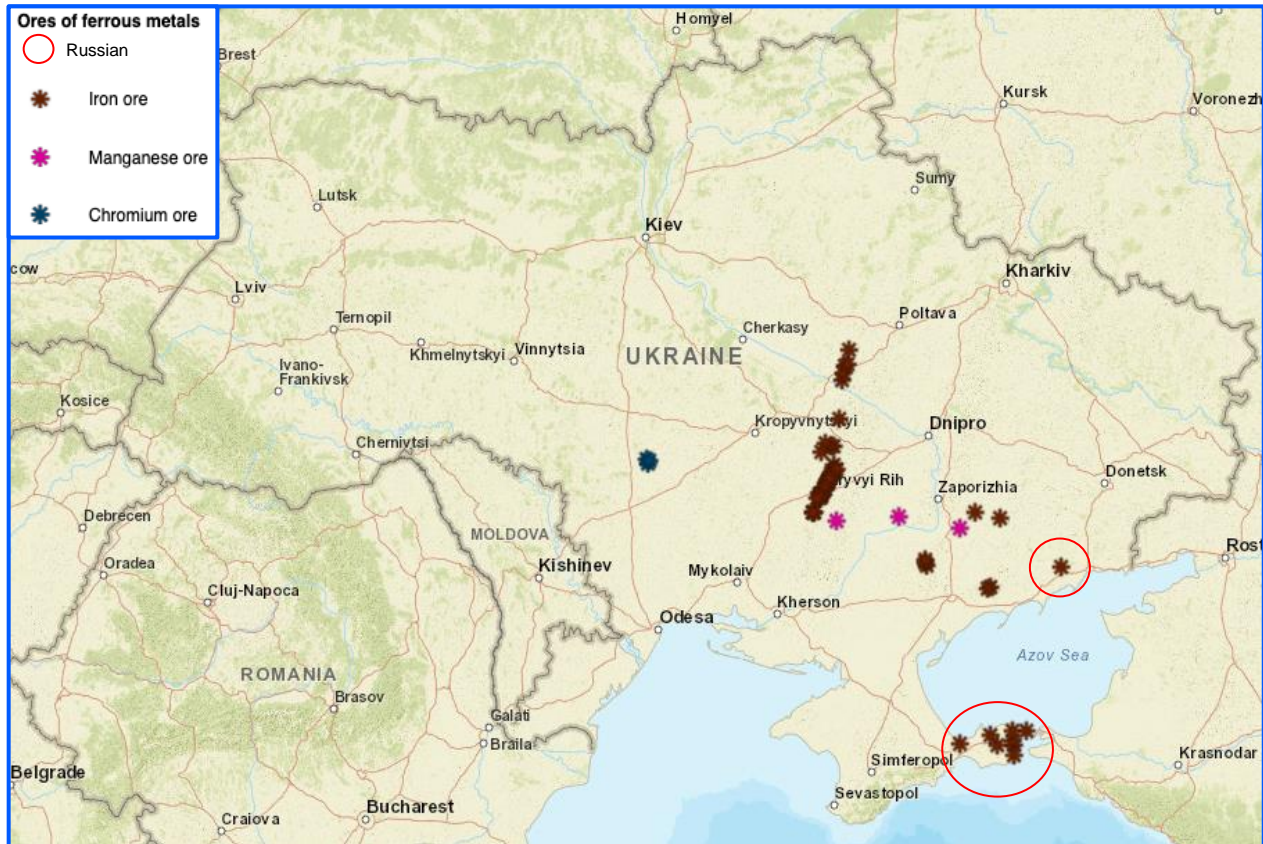 Ores of ferrous metals
Russian
Iron ore
Manganese ore
Chromium ore
Homyel
Brest
Kursk
Voronezh
Lutsk
Sumy
Kiev
cow
Lviv
Kharkiv
Ternopil
Poltava
Cherkasy
Khmelnytskyi
Vinnytsia
UKRAINE
Ivano-
Frankivsk
Kosice
Kropyvnytskyi
Dnipro
Chernivtsi
Donetsk
yvyi Rih
Zaporizhia
Debrecen
MOLDOVA
Rost
Oradea
Kishinev
Mykolaiv
Cluj-Napoca
Kherson
Odesa
Azov Sea
ROMANIA
Brasov
Galati
Braila
Simferopol
Krasnodar
Belgrade
Sevastopol
Bucharest
Craiova